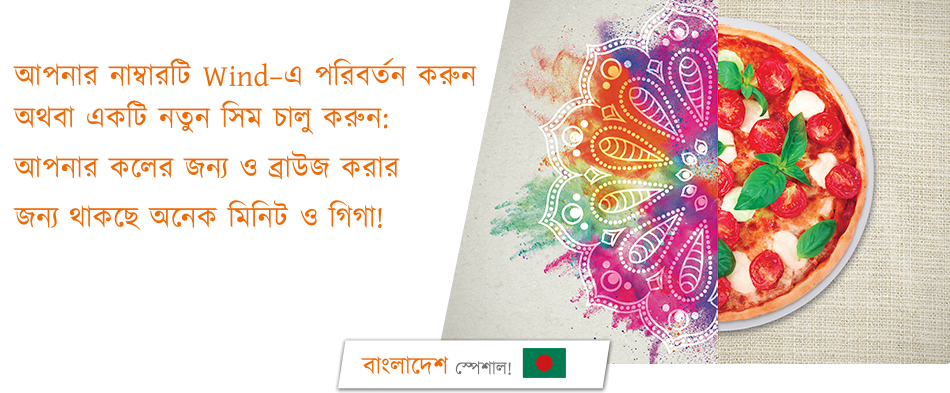 আপনার নাম্বারটি Wind-এ পরিবর্তন করুন
অথবা একটি নতুন সিম চালু করুন:
আপনার কলের জন্য ও ব্রাউজ করার
জন্য থাকছে অনেক মিনিট ও গিগা!
বাংলাদেশ স্পেশাল!